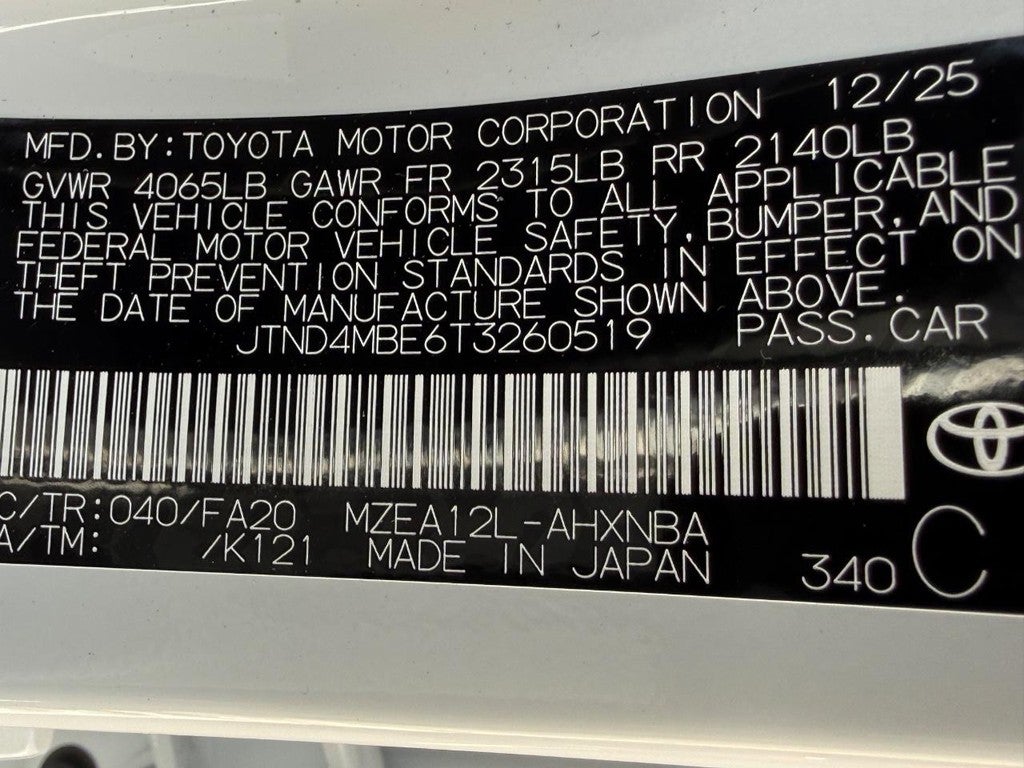 MFD.BY:TOYOTA MOTOR CORPORATION 12/25
GVWR 4065LB GAWR FR 2315LB RR 2140LB
THIS VEHICLE CONFORMS TO ALL APPLICABLE
FEDERAL MOTOR VEHICLE SAFETY,BUMPER,AND
THEFT PREVENTION STANDARDS IN EFFECT ON
THE DATE OF MANUFACTURE SHOWN ABOVE.
JTND4MBE6T3260519 PASS.CAR
C/TR:040/FA20 MZEA12L-AHXNBA
A/TM: /K121 MADE IN JAPAN 340 C